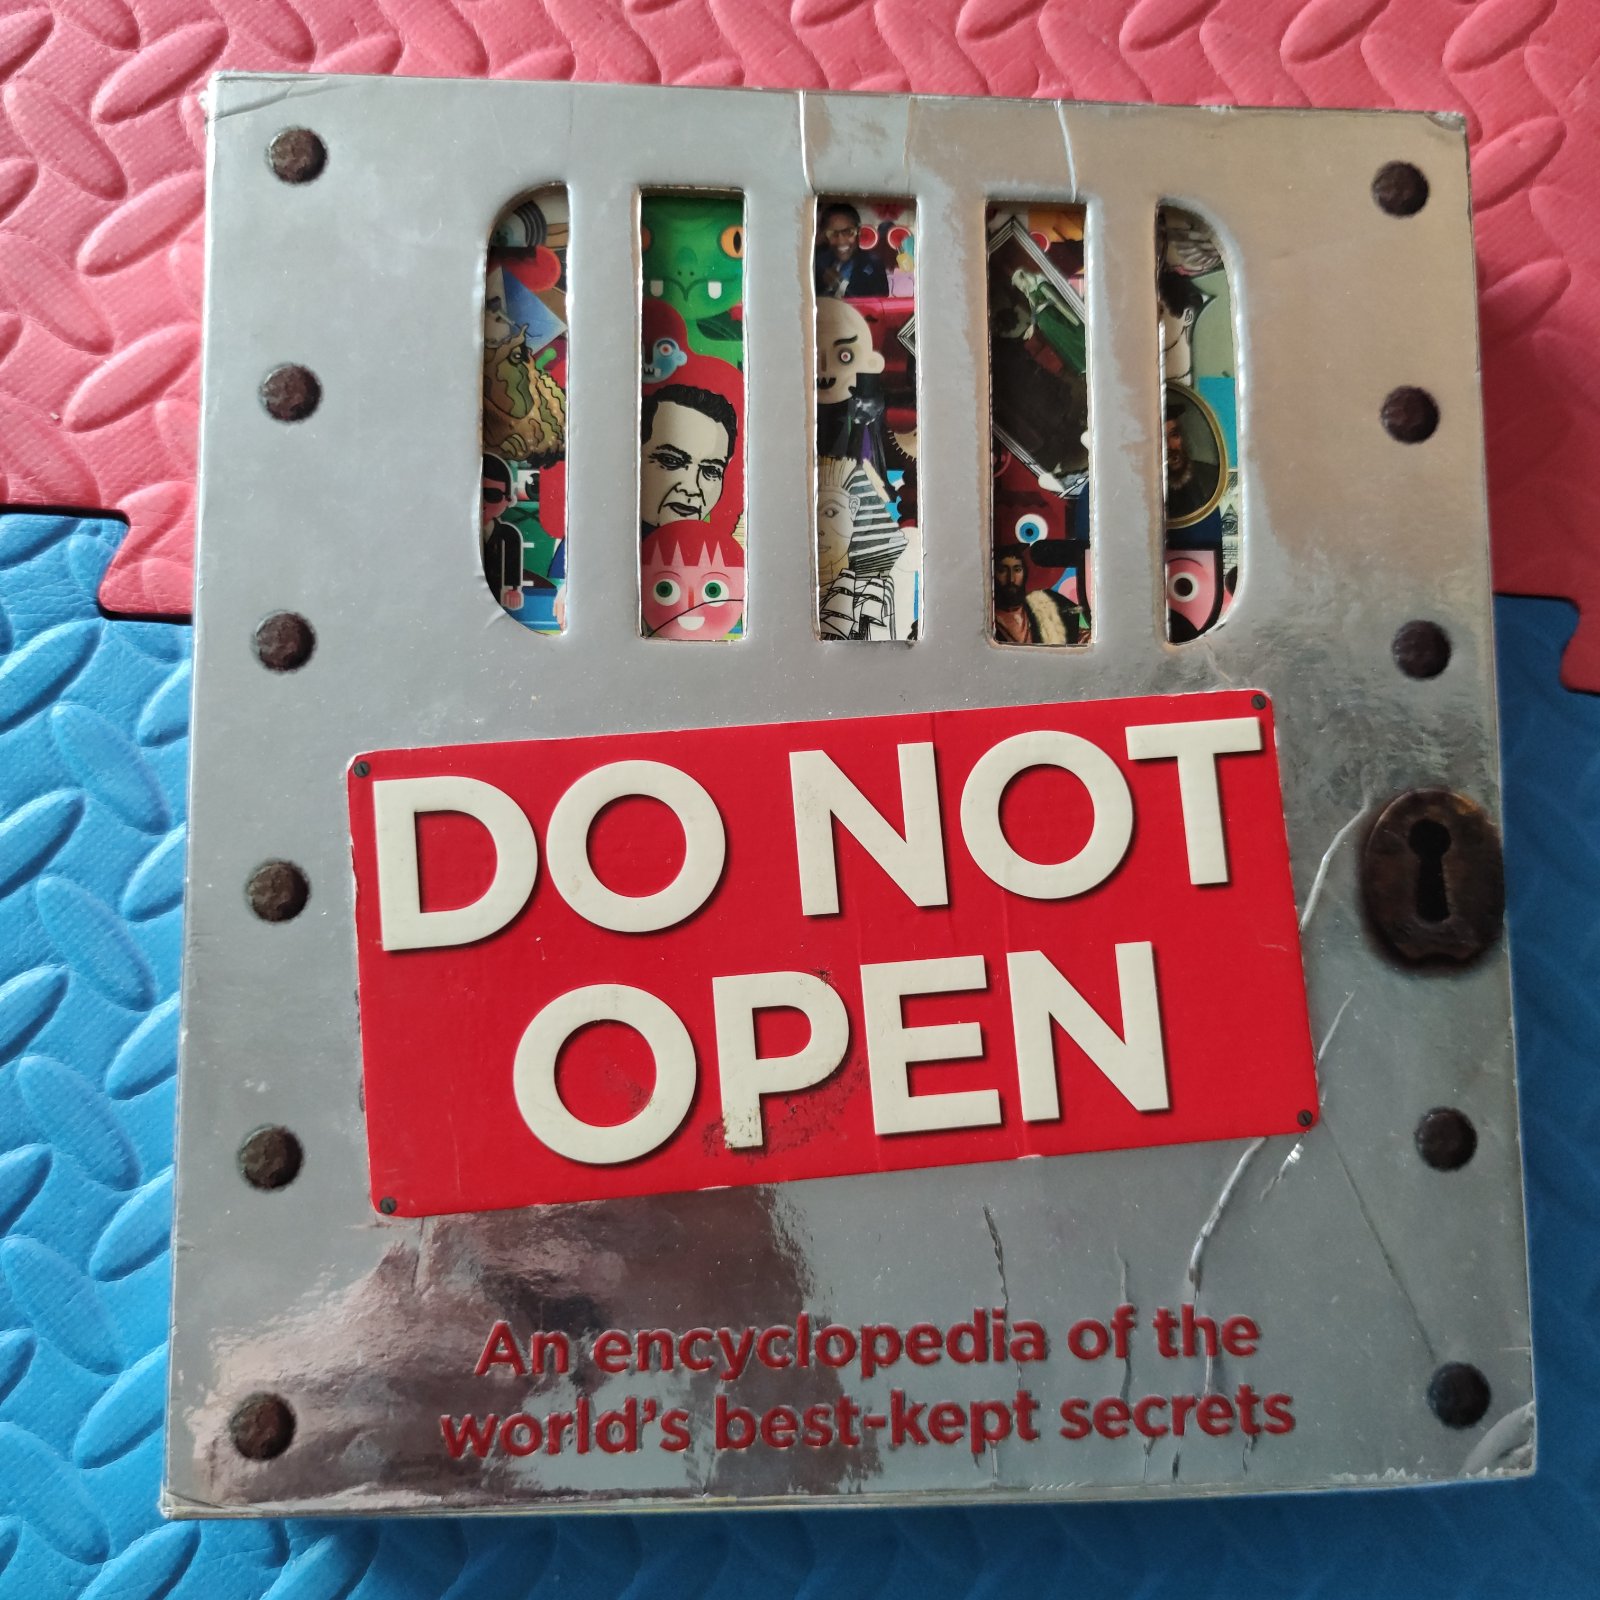 DO NOT
OPEN
An encyclopedia of the
world's best-kept secrets